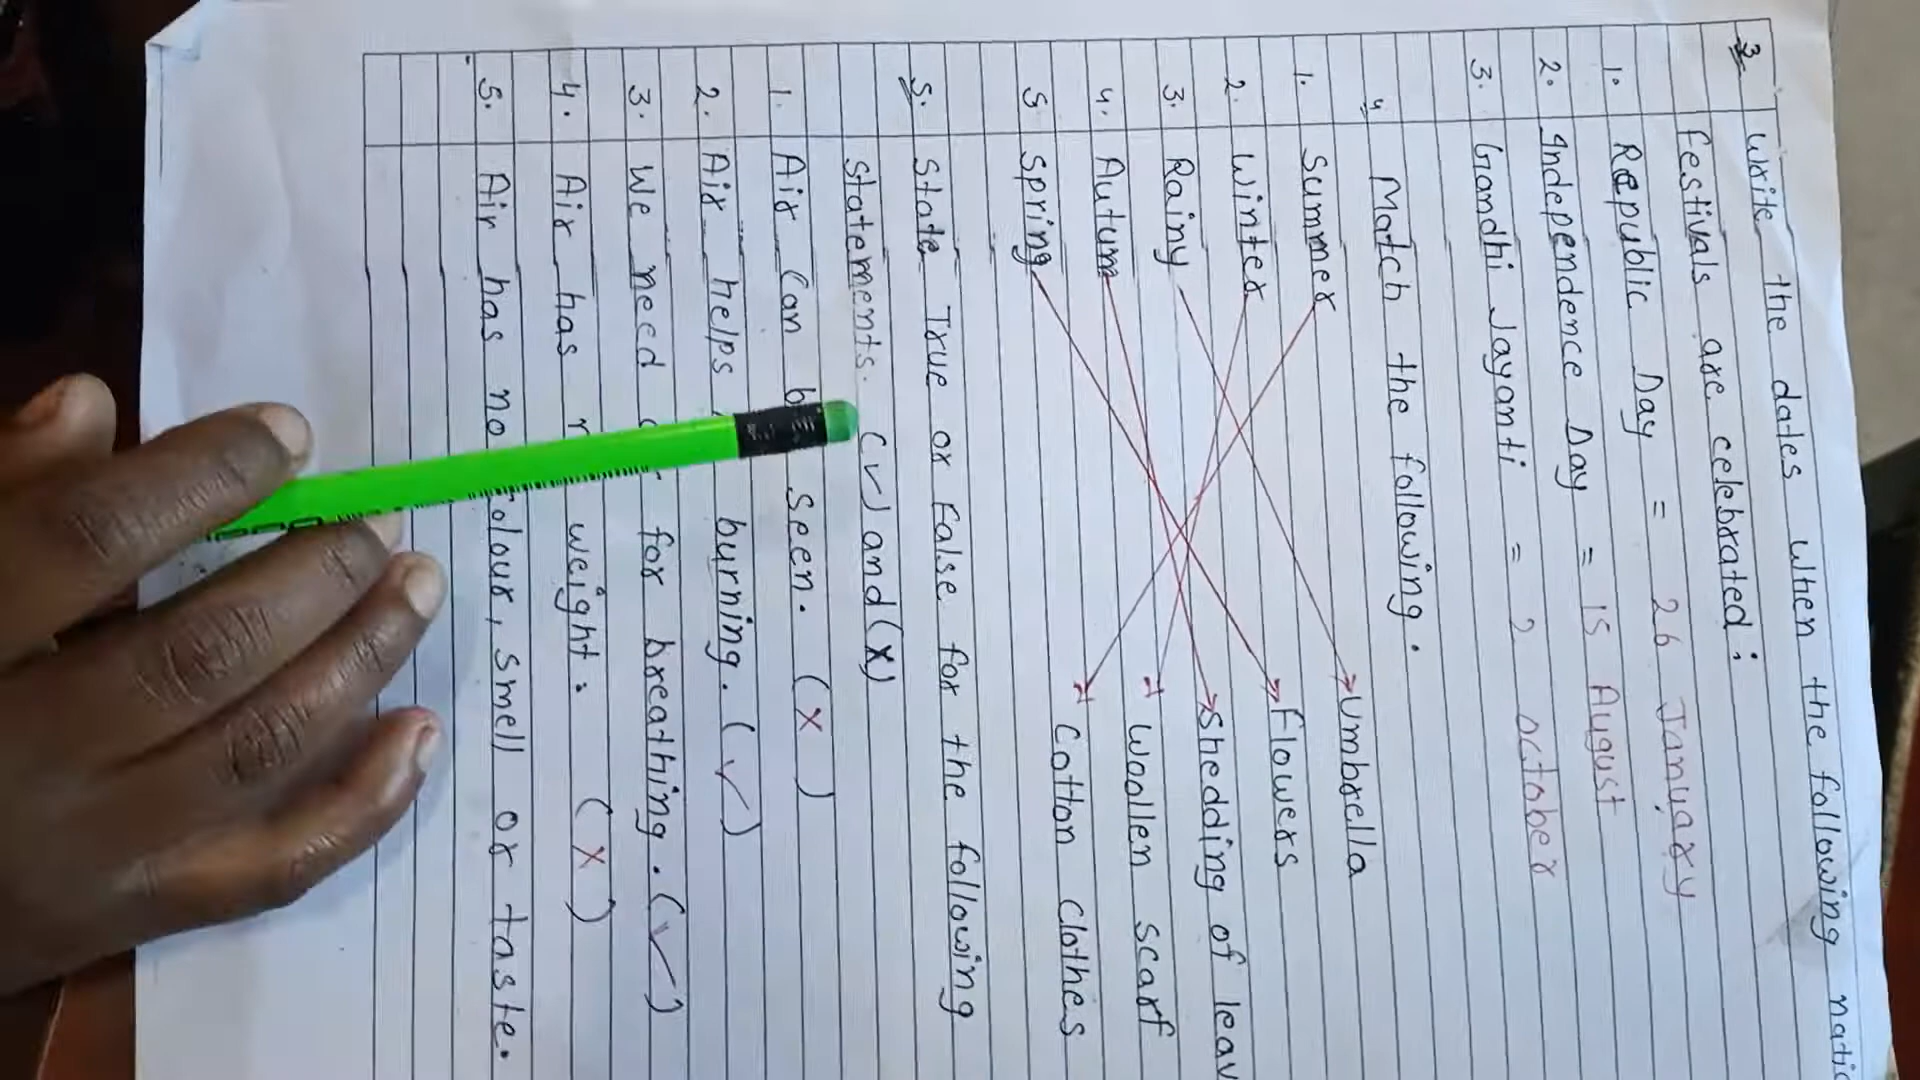 3. Write the dates when the following
festivals are celebrated:
1. Republic Day = 26 January
2. Independence Day = 15 August
3. Gandhi Jayanti = 2 October
4. Match the following.
1. Summer Umbrella
2. Winter Flowers
3. Rainy Shedding of leav
4. Autum Woollen scarf
5 Spring Cotton Clothes
5. State True or False for the following
Statements. (✓) and (x)
1. Air Can seen. (x)
2. Air helps burning. (✓)
3. We need for breathing. (✓)
4. Air has weight: (x)
5. Air has no colour, smell or taste.